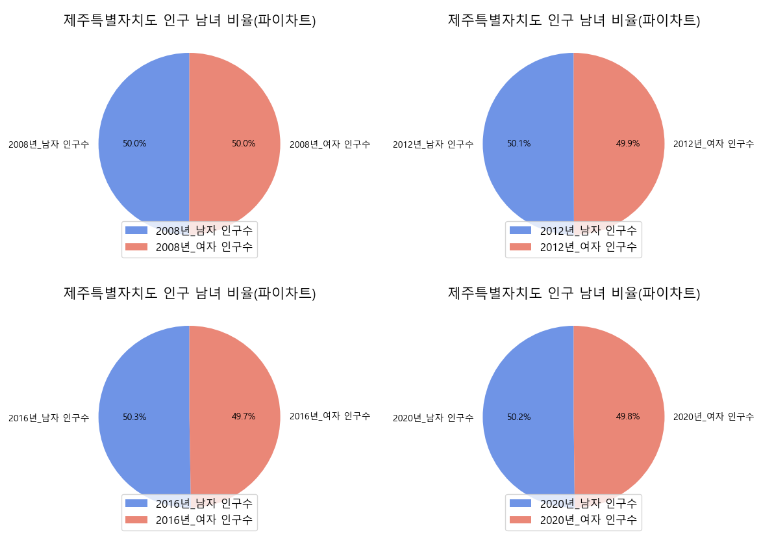 제주특별자치도 인구 남녀 비율(파이차트)
2008년_남자 인구수
50.0%
50.0%
2008년_여자 인구수
2008년_남자 인구수
2008년_여자 인구수
제주특별자치도 인구 남녀 비율(파이차트)
2012년_남자 인구수
50.1%
49.9%
2012년_여자 인구수
2012년_남자 인구수
2012년_여자 인구수
제주특별자치도 인구 남녀 비율(파이차트)
2016년_남자 인구수
50.3%
49.7%
2016년_여자 인구수
2016년_남자 인구수
2016년_여자 인구수
제주특별자치도 인구 남녀 비율(파이차트)
2020년_남자 인구수
50.2%
49.8%
2020년_여자 인구수
2020년_남자 인구수
2020년_여자 인구수